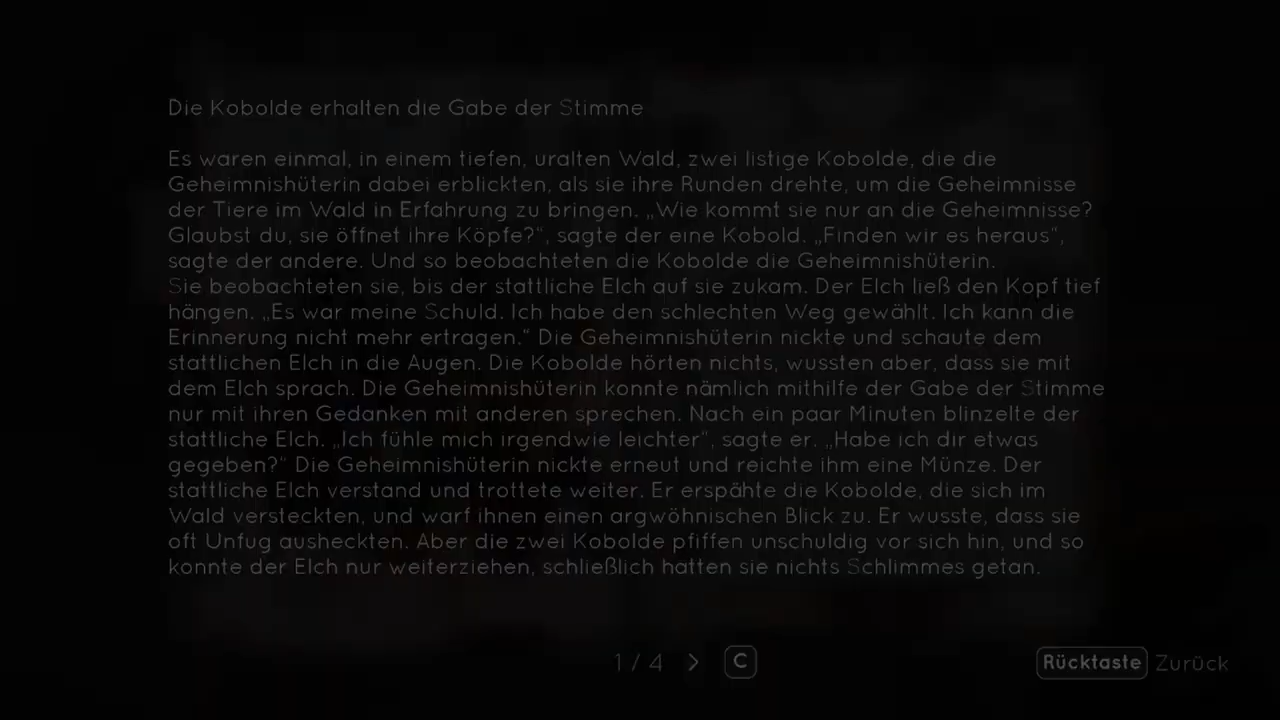 Die Kobolde erhalten die Gabe der Stimme
Es waren einmal, in einem tiefen, uralten Wald, zwei listige Kobolde, die die
Geheimnishüterin dabei erblickten, als sie ihre Runden drehte, um die Geheimnisse
der Tiere im Wald in Erfahrung zu bringen. „Wie kommt sie nur an die Geheimnisse?
Glaubst du, sie öffnet ihre Köpfe?“, sagte der eine Kobold. „Finden wir es heraus“,
sagte der andere. Und so beobachteten die Kobolde die Geheimnishüterin.
Sie beobachteten sie, bis der stattliche Elch auf sie zukam. Der Elch ließ den Kopf tief
hängen. „Es war meine Schuld. Ich habe den schlechten Weg gewählt. Ich kann die
Erinnerung nicht mehr ertragen.“ Die Geheimnishüterin nickte und schaute dem
stattlichen Elch in die Augen. Die Kobolde hörten nichts, wussten aber, dass sie mit
dem Elch sprach. Die Geheimnishüterin konnte nämlich mithilfe der Gabe der Stimme
nur mit ihren Gedanken mit anderen sprechen. Nach ein paar Minuten blinzelte der
stattliche Elch. „Ich fühle mich irgendwie leichter“, sagte er. „Habe ich dir etwas
gegeben?“ Die Geheimnishüterin nickte erneut und reichte ihm eine Münze. Der
stattliche Elch verstand und trottete weiter. Er erspähte die Kobolde, die sich im
Wald versteckten, und warf ihnen einen argwöhnischen Blick zu. Er wusste, dass sie
oft Unfug ausheckten. Aber die zwei Kobolde pfiffen unschuldig vor sich hin, und so
konnte der Elch nur weiterziehen, schließlich hatten sie nichts Schlimmes getan.
1 / 4 > C
Rücktaste Zurück